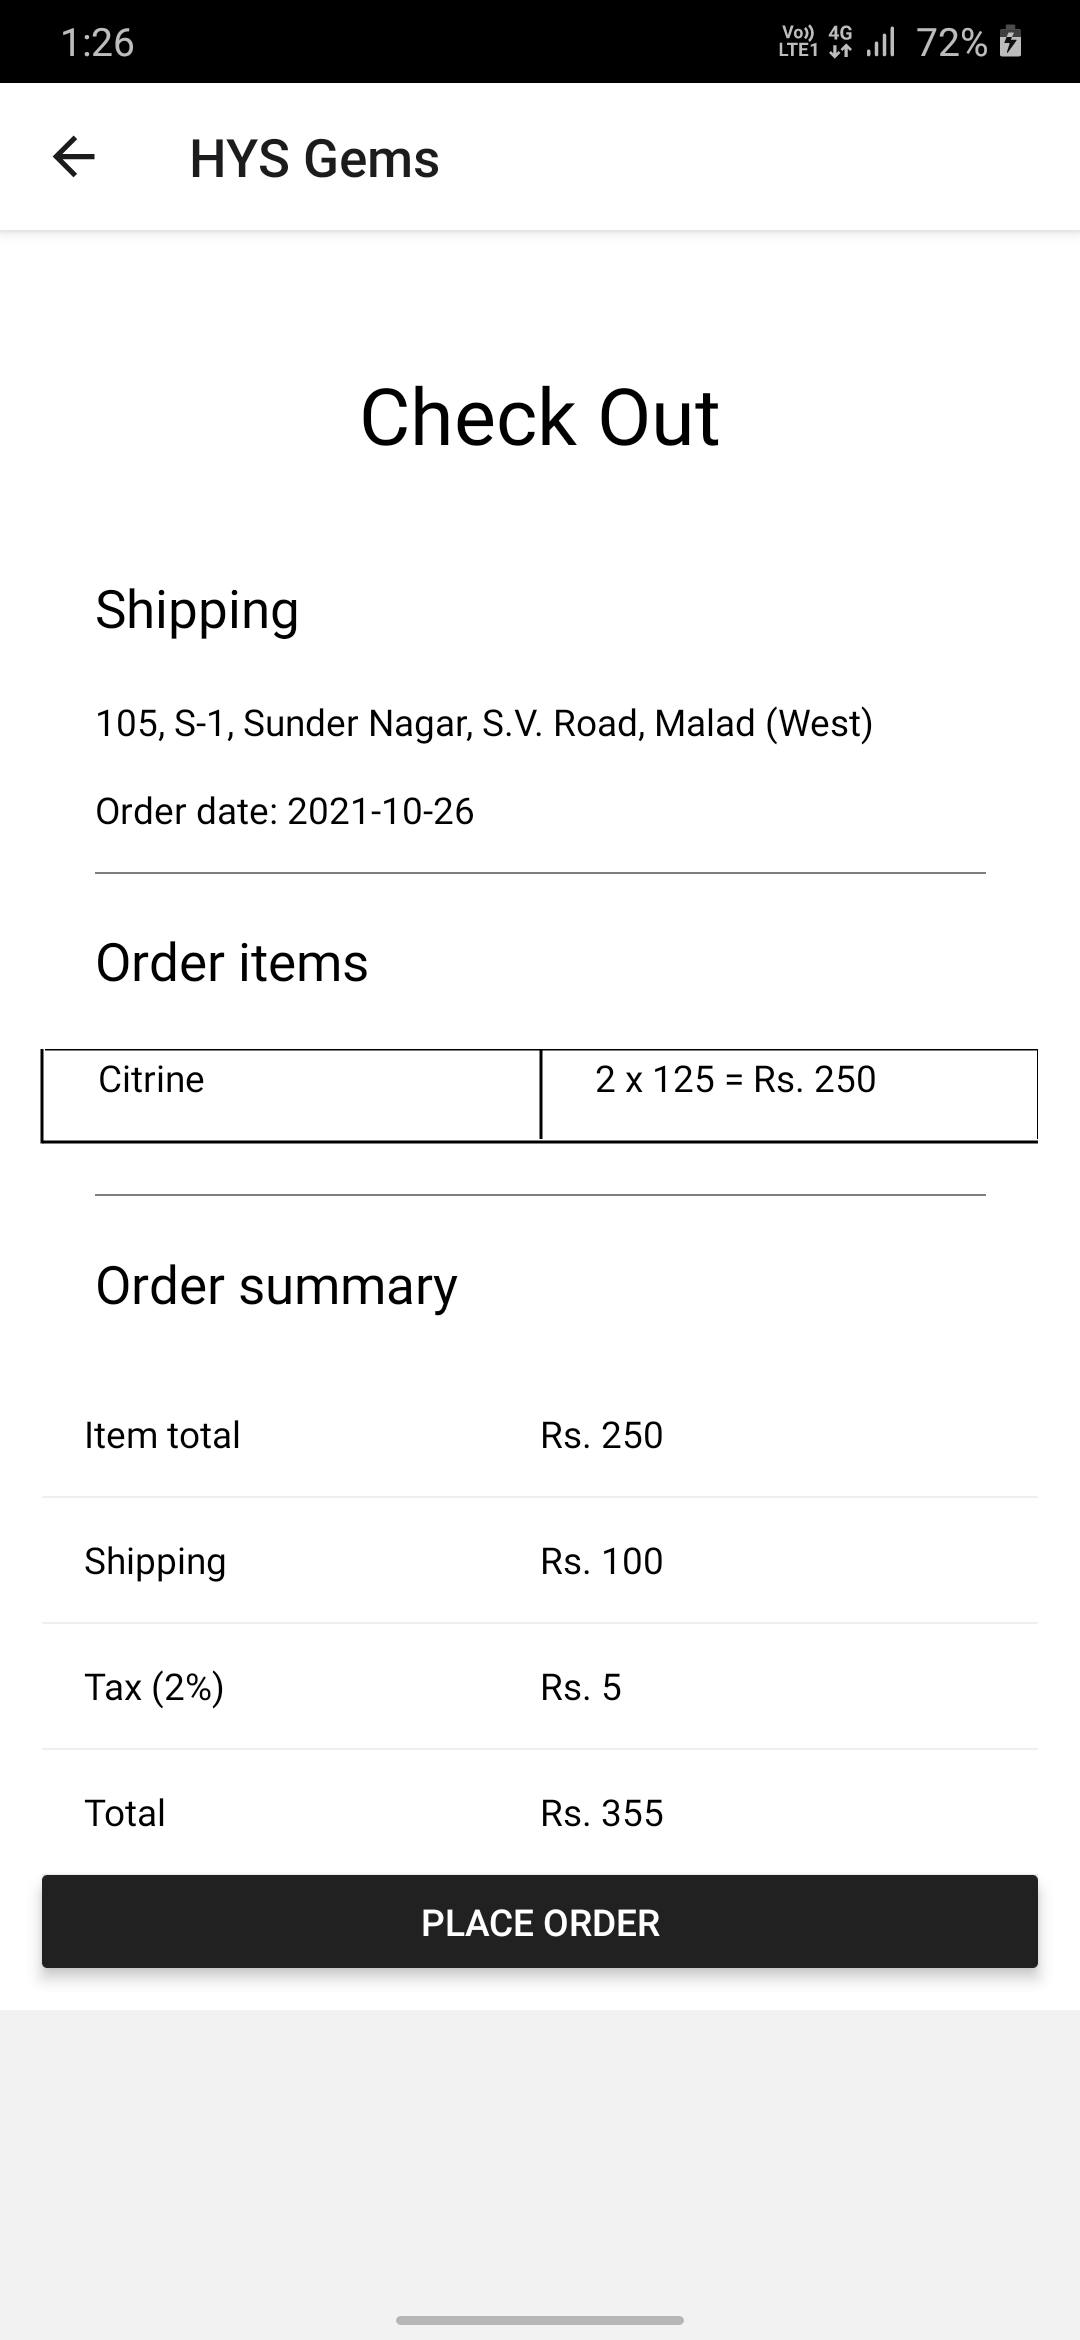 1:26 Vo)) LTE1 4G 72%
HYS Gems
Check Out
Shipping
105, S-1, Sunder Nagar, S.V. Road, Malad (West)
Order date: 2021-10-26
Order items
Citrine 2 x 125 = Rs. 250
Order summary
Item total Rs. 250
Shipping Rs. 100
Tax (2%) Rs. 5
Total Rs. 355
PLACE ORDER